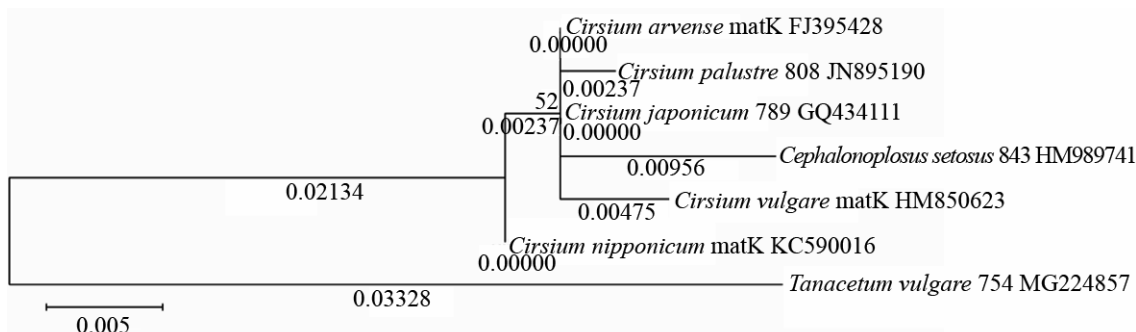 Cirsium arvense matK FJ395428
0.00000
Cirsium palustre 808 JN895190
0.00237
52
Cirsium japonicum 789 GQ434111
0.00237
0.00000
Cephalonoplosus setosus 843 HM989741
0.00956
0.02134
Cirsium vulgare matK HM850623
0.00475
Cirsium nipponicum matK KC590016
0.00000
Tanacetum vulgare 754 MG224857
0.03328
0.005